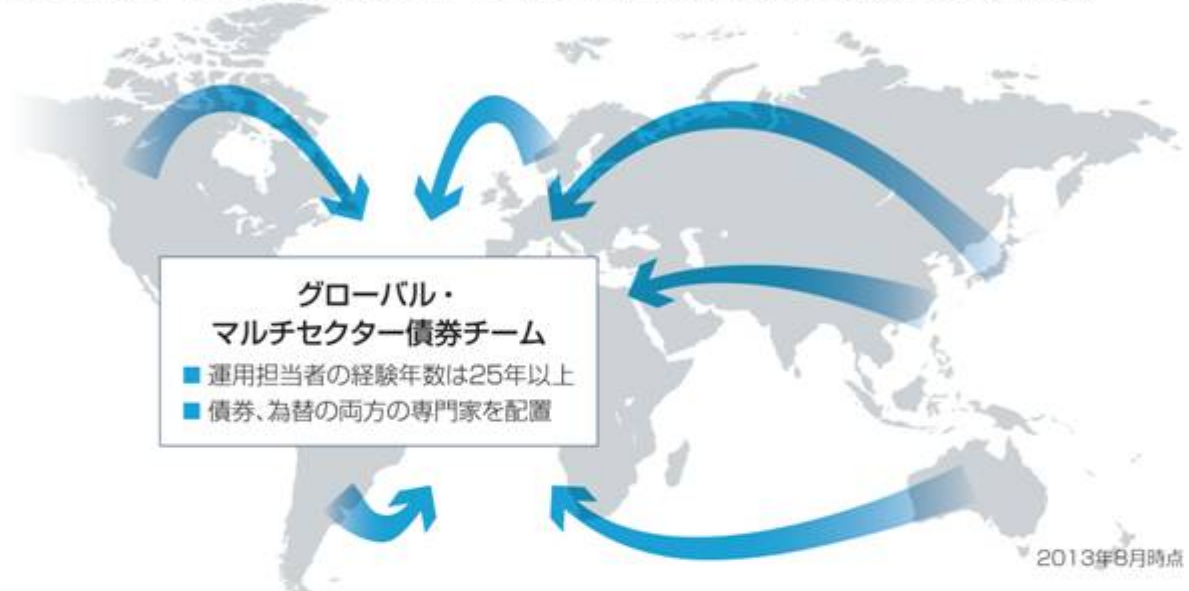 グローバル・
マルチセクター債券チーム
■ 運用担当者の経験年数は25年以上
■ 債券、為替の両方の専門家を配置
2013年8月時点